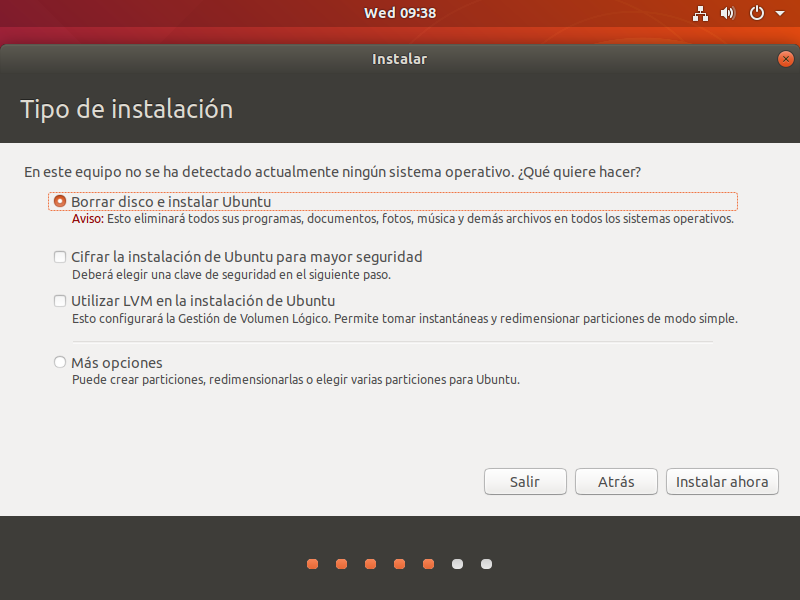 Wed 09:38
Instalar
Tipo de instalación
En este equipo no se ha detectado actualmente ningún sistema operativo. ¿Qué quiere hacer?
Borrar disco e instalar Ubuntu
Aviso: Esto eliminará todos sus programas, documentos, fotos, música y demás archivos en todos los sistemas operativos.
Cifrar la instalación de Ubuntu para mayor seguridad
Deberá elegir una clave de seguridad en el siguiente paso.
Utilizar LVM en la instalación de Ubuntu
Esto configurará la Gestión de Volumen Lógico. Permite tomar instantáneas y redimensionar particiones de modo simple.
Más opciones
Puede crear particiones, redimensionarlas o elegir varias particiones para Ubuntu.
Salir
Atrás
Instalar ahora